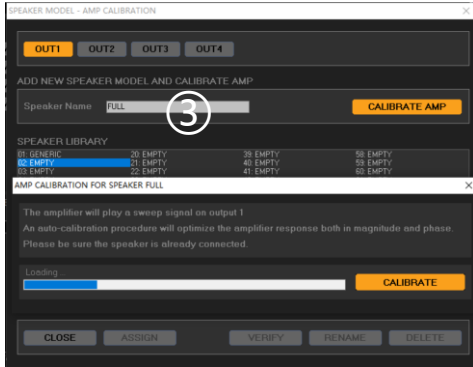 SPEAKER MODEL - AMP CALIBRATION
OUT1 OUT2 OUT3 OUT4
ADD NEW SPEAKER MODEL AND CALIBRATE AMP
Speaker Name FULL ③ CALIBRATE AMP
SPEAKER LIBRARY
01: GENERIC 20: EMPTY 39: EMPTY 58: EMPTY
02: EMPTY 21: EMPTY 40: EMPTY 59: EMPTY
03: EMPTY 22: EMPTY 41: EMPTY 60: EMPTY
AMP CALIBRATION FOR SPEAKER FULL
The amplifier will play a sweep signal on output 1
An auto-calibration procedure will optimize the amplifier response both in magnitude and phase.
Please be sure the speaker is already connected.
Loading...
CALIBRATE
CLOSE ASSIGN VERIFY RENAME DELETE